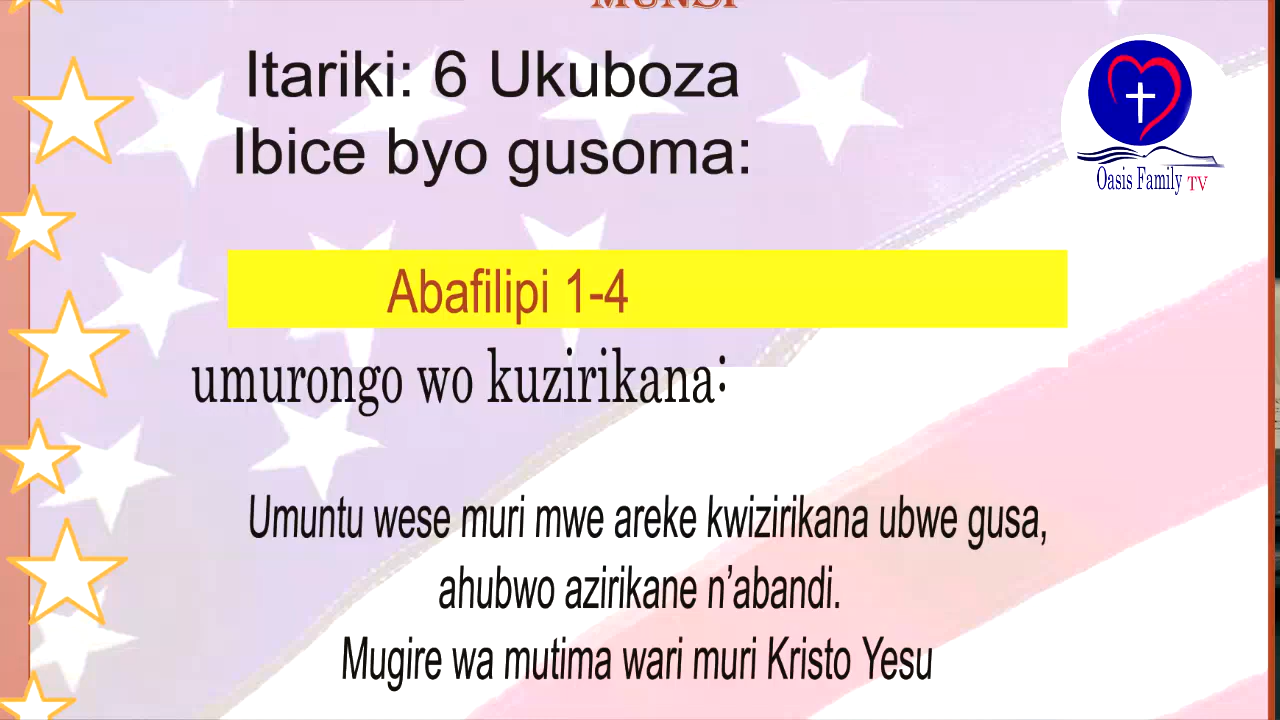 MUNSI
Itariki: 6 Ukuboza
Ibice byo gusoma:
Oasis Family TV
Abafilipi 1-4
umurongo wo kuzirikana:
Umuntu wese muri mwe areke kwizirikana ubwe gusa,
ahubwo azirikane n’abandi.
Mugire wa mutima wari muri Kristo Yesu